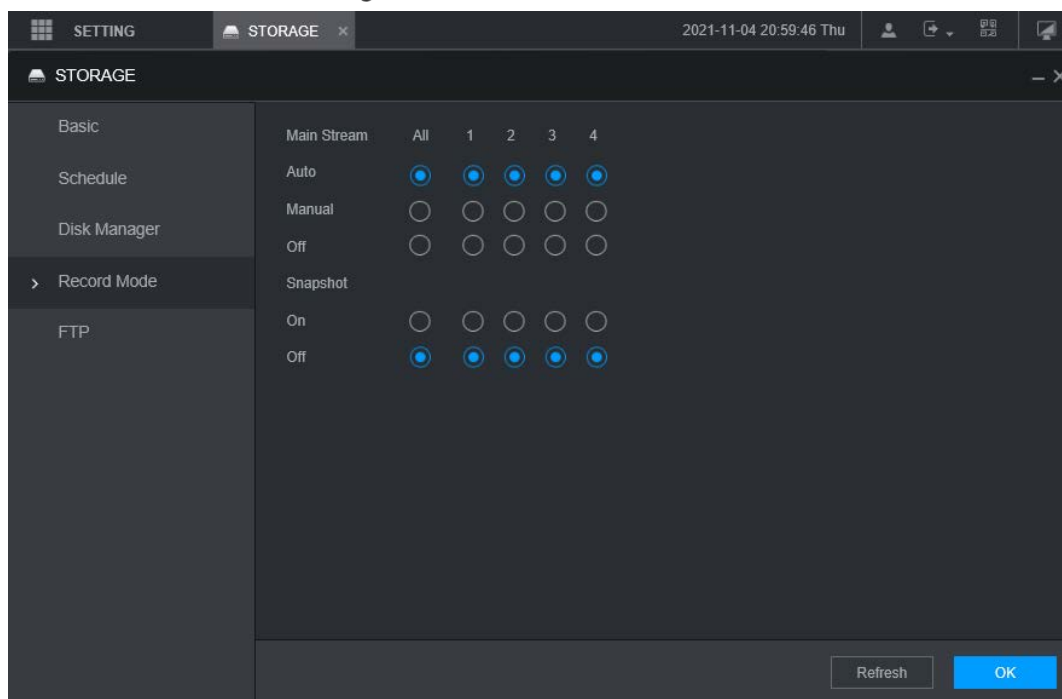 SETTING STORAGE × 2021-11-04 20:59:46 Thu
STORAGE
Basic
Schedule
Disk Manager
Record Mode
FTP
Main Stream All 1 2 3 4
Auto
Manual
Off
Snapshot
On
Off
Refresh OK